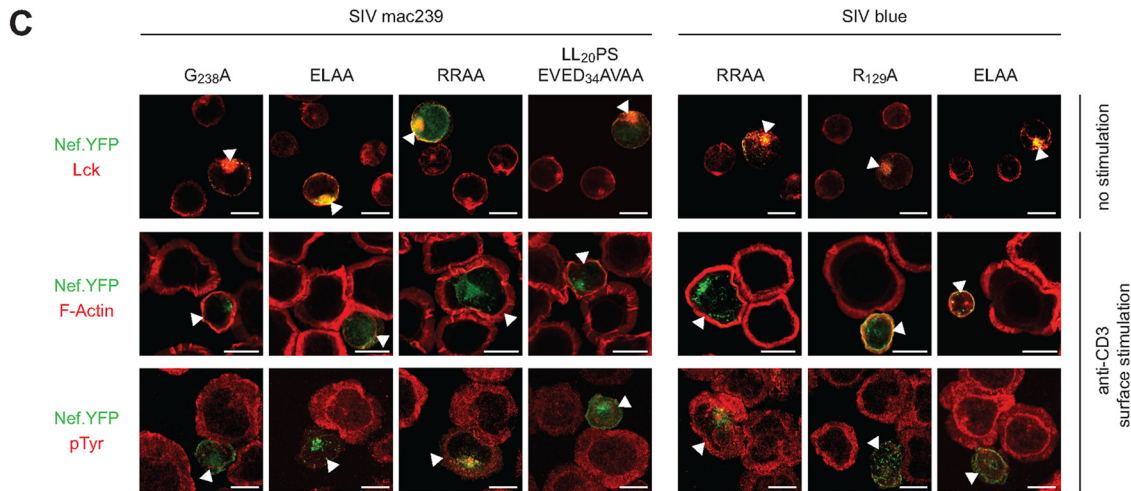 C
SIV mac239
SIV blue
G238A
ELAA
RRAA
LL20PS
EVED34AVAA
RRAA
R129A
ELAA
Nef.YFP
Lck
no stimulation
Nef.YFP
F-Actin
Nef.YFP
pTyr
anti-CD3
surface stimulation